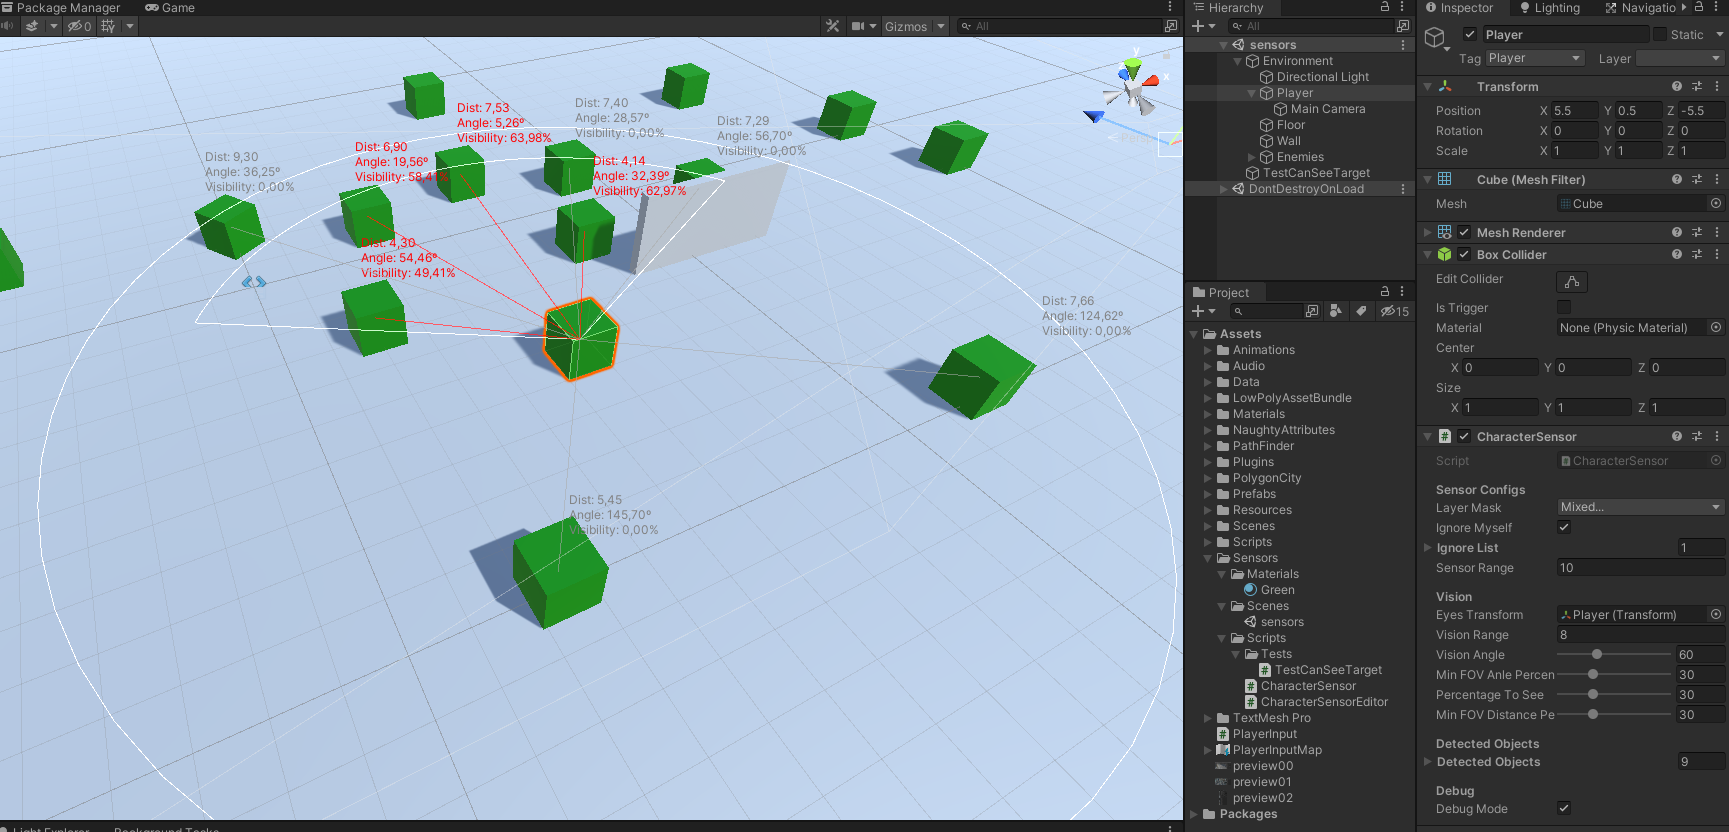 Package Manager
Game
0
Gizmos
All
y
x
Persp
Dist: 7,53
Angle: 5,26º
Visibility: 63,98%
Dist: 7,40
Angle: 28,57º
Visibility: 0,00%
Dist: 7,29
Angle: 56,70º
Visibility: 0,00%
Dist: 9,30
Angle: 36,25º
Visibility: 0,00%
Dist: 6,90
Angle: 19,56º
Visibility: 58,41%
Dist: 4,14
Angle: 32,39º
Visibility: 62,97%
Dist: 4,30
Angle: 54,46º
Visibility: 49,41%
Dist: 7,66
Angle: 124,62º
Visibility: 0,00%
Dist: 5,45
Angle: 145,70º
Visibility: 0,00%
Light Explorer
Background Tasks
Hierarchy
All
sensors
Environment
Directional Light
Player
Main Camera
Floor
Wall
Enemies
TestCanSeeTarget
DontDestroyOnLoad
Project
15
Assets
Animations
Audio
Data
LowPolyAssetBundle
Materials
NaughtyAttributes
PathFinder
Plugins
PolygonCity
Prefabs
Resources
Scenes
Scripts
Sensors
Materials
Green
Scenes
sensors
Scripts
Tests
TestCanSeeTarget
CharacterSensor
CharacterSensorEditor
TextMesh Pro
PlayerInput
PlayerInputMap
preview00
preview01
preview02
Packages
Inspector
Lighting
Navigatio
Player
Static
Tag Player Layer
Transform
Position X 5.5 Y 0.5 Z -5.5
Rotation X 0 Y 0 Z 0
Scale X 1 Y 1 Z 1
Cube (Mesh Filter)
Mesh Cube
Mesh Renderer
Box Collider
Edit Collider
Is Trigger
Material None (Physic Material)
Center
X 0 Y 0 Z 0
Size
X 1 Y 1 Z 1
CharacterSensor
Script CharacterSensor
Sensor Configs
Layer Mask Mixed...
Ignore Myself
Ignore List 1
Sensor Range 10
Vision
Eyes Transform Player (Transform)
Vision Range 8
Vision Angle 60
Min FOV Anle Percen 30
Percentage To See 30
Min FOV Distance Pe 30
Detected Objects
Detected Objects 9
Debug
Debug Mode